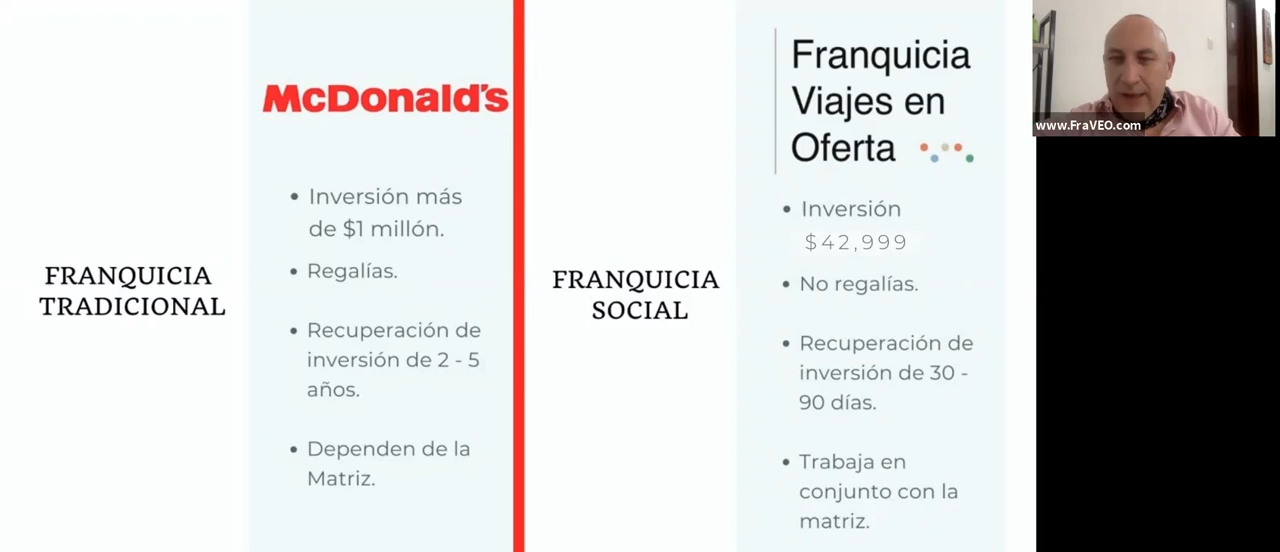 FRANQUICIA
TRADICIONAL
McDonald's
• Inversión más
de $1 millón.
• Regalías.
• Recuperación de
inversión de 2 - 5
años.
• Dependen de la
Matriz.
FRANQUICIA
SOCIAL
Franquicia
Viajes en
Oferta
• Inversión
$42,999
• No regalías.
• Recuperación de
inversión de 30 -
90 días.
• Trabaja en
conjunto con la
matriz.
www.FraVEO.com